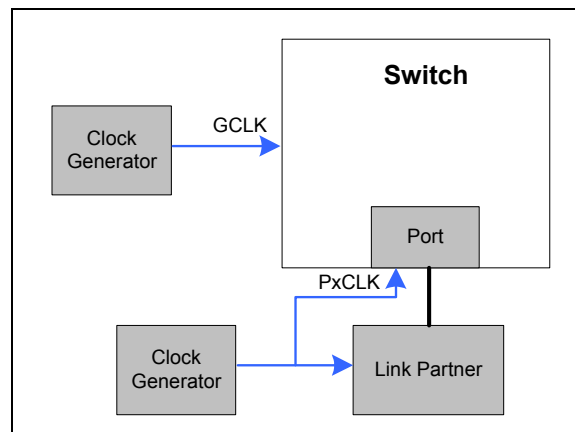 Switch
Clock
Generator
GCLK
Port
PxCLK
Clock
Generator
Link Partner